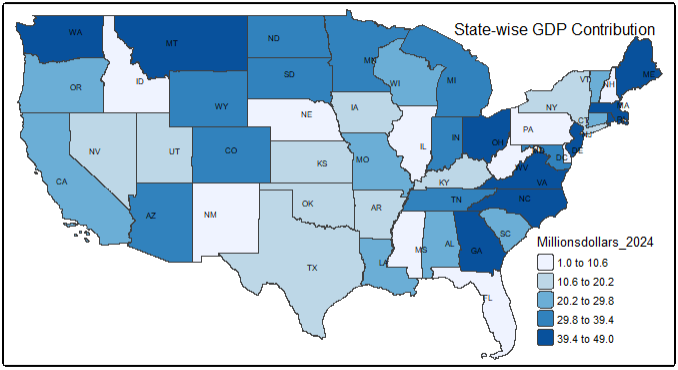 State-wise GDP Contribution
WA
MT
ND
MN
ME
ID
SD
WI
MI
VT
NH
OR
WY
NY
MA
NE
IA
CT
PA
NV
UT
CO
IL
IN
OH
NJ
DE
DC
CA
KS
MO
KY
WV
VA
AZ
NM
OK
AR
TN
NC
TX
LA
MS
AL
GA
SC
FL
Millionsdollars_2024
1.0 to 10.6
10.6 to 20.2
20.2 to 29.8
29.8 to 39.4
39.4 to 49.0